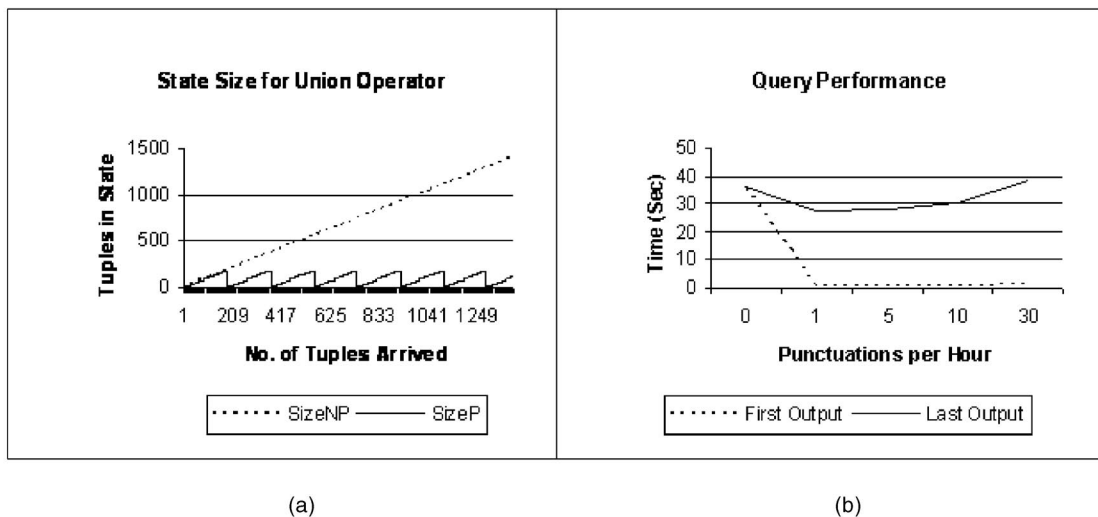 State Size for Union Operator
Tuples in State
1500
1000
500
0
1 209 417 625 833 1041 1249
No. of Tuples Arrived
SizeNP SizeP
Query Performance
Time (Sec)
50
40
30
20
10
0
0 1 5 10 30
Punctuations per Hour
First Output Last Output
(a) (b)